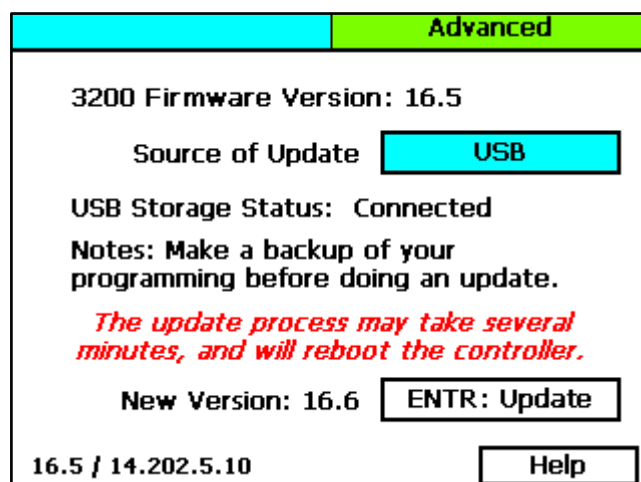 Advanced
3200 Firmware Version: 16.5
Source of Update USB
USB Storage Status: Connected
Notes: Make a backup of your
programming before doing an update.
The update process may take several
minutes, and will reboot the controller.
New Version: 16.6 ENTR: Update
16.5 / 14.202.5.10 Help